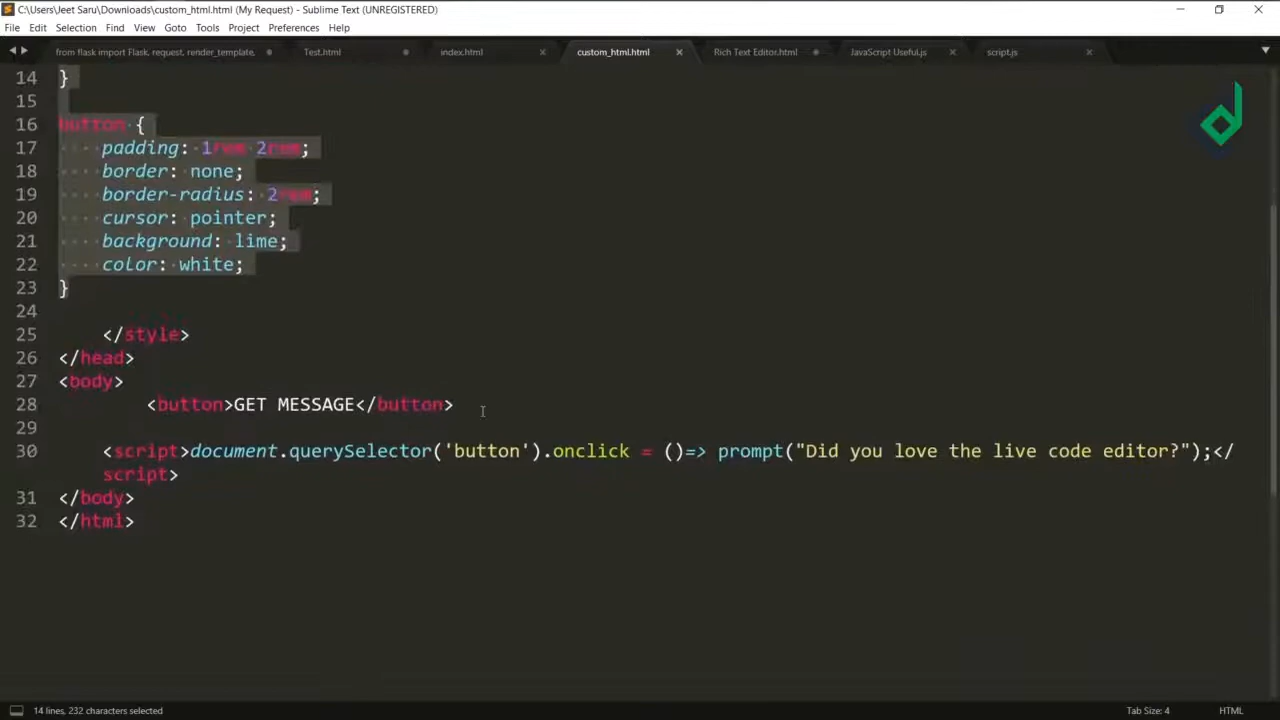 C:\Users\Jeet Saru\Downloads\custom_html.html (My Request) - Sublime Text (UNREGISTERED)
File Edit Selection Find View Goto Tools Project Preferences Help
from flask import Flask, request, render_template, Test.html index.html custom_html.html Rich Text Editor.html JavaScript Useful.js script.js
14 }
15
16 button {
17 padding: 1rem 2rem;
18 border: none;
19 border-radius: 2rem;
20 cursor: pointer;
21 background: lime;
22 color: white;
23 }
24
25 </style>
26 </head>
27 <body>
28 <button>GET MESSAGE</button>
29
30 <script>document.querySelector('button').onclick = ()=> prompt("Did you love the live code editor?");</
script>
31 </body>
32 </html>
14 lines, 232 characters selected Tab Size: 4 HTML